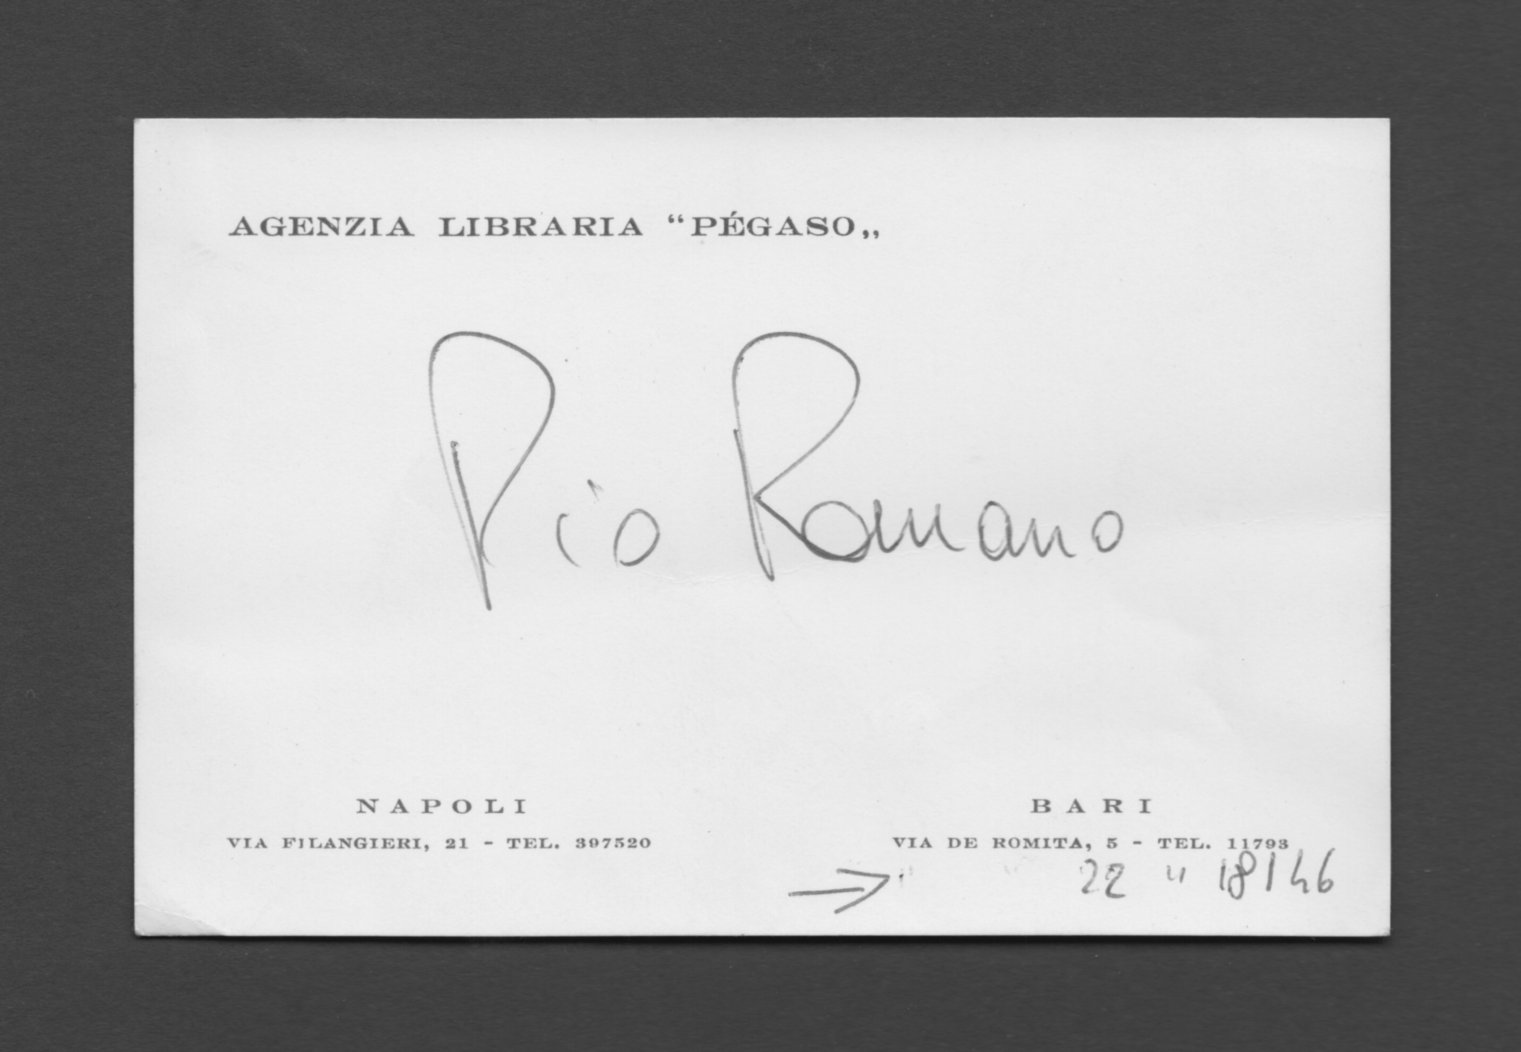 AGENZIA LIBRARIA “PÉGASO„
Pio Romano
NAPOLI
VIA FILANGIERI, 21 - TEL. 397520
BARI
VIA DE ROMITA, 5 - TEL. 11793
→ " " 22 " 18146